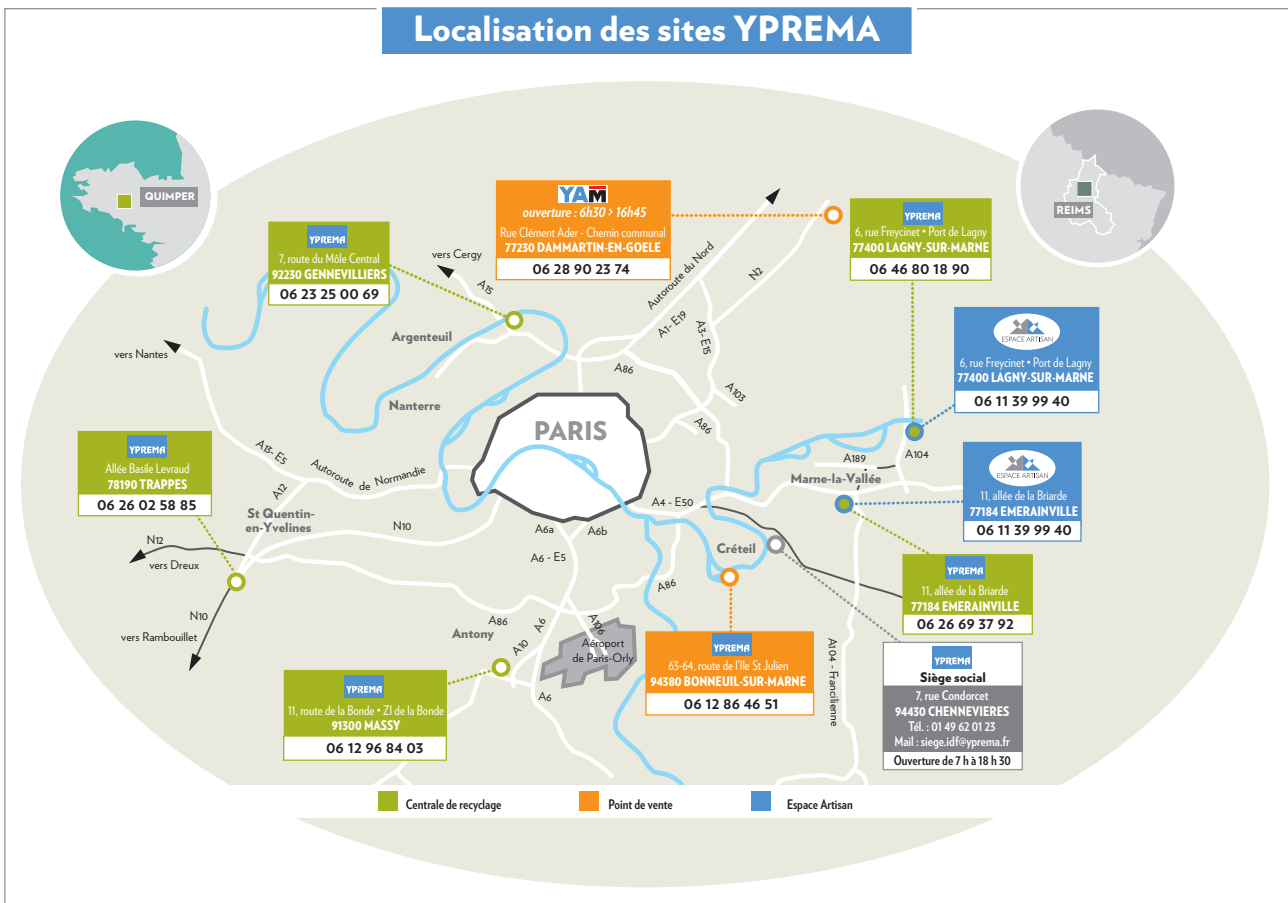 Localisation des sites YPREMA
QUIMPER
REIMS
YAM
ouverture : 6h30 > 16h45
Rue Clément Ader - Chemin communal
77230 DAMMARTIN-EN-GOELE
06 28 90 23 74
YPREMA
6, rue Freycinet • Port de Lagny
77400 LAGNY-SUR-MARNE
06 46 80 18 90
YPREMA
7, route du Môle Central
92230 GENNEVILLIERS
06 23 25 00 69
vers Cergy
A15
Autoroute du Nord
A1- E19
N2
A3- E15
Argenteuil
vers Nantes
A86
Nanterre
A103
A86
PARIS
ESPACE ARTISAN
6, rue Freycinet • Port de Lagny
77400 LAGNY-SUR-MARNE
06 11 39 99 40
YPREMA
Allée Basile Levraud
78190 TRAPPES
06 26 02 58 85
A13- E5
Autoroute de Normandie
A12
St Quentin-
en-Yvelines
N10
A6a
A6b
A4 - E50
A189
A104
Marne-la-Vallée
ESPACE ARTISAN
11, allée de la Briarde
77184 EMERAINVILLE
06 11 39 99 40
N12
vers Dreux
A6 - E5
Créteil
A86
YPREMA
11, allée de la Briarde
77184 EMERAINVILLE
06 26 69 37 92
N10
vers Rambouillet
A86
Antony
A10
A6
A106
Aéroport
de Paris-Orly
A6
A104 - Francilienne
YPREMA
63-64, route de l'Ile St Julien
94380 BONNEUIL-SUR-MARNE
06 12 86 46 51
YPREMA
Siège social
7, rue Condorcet
94430 CHENNEVIERES
Tél. : 01 49 62 01 23
Mail : siege.idf@yprema.fr
Ouverture de 7 h à 18 h 30
YPREMA
11, route de la Bonde • ZI de la Bonde
91300 MASSY
06 12 96 84 03
Centrale de recyclage
Point de vente
Espace Artisan